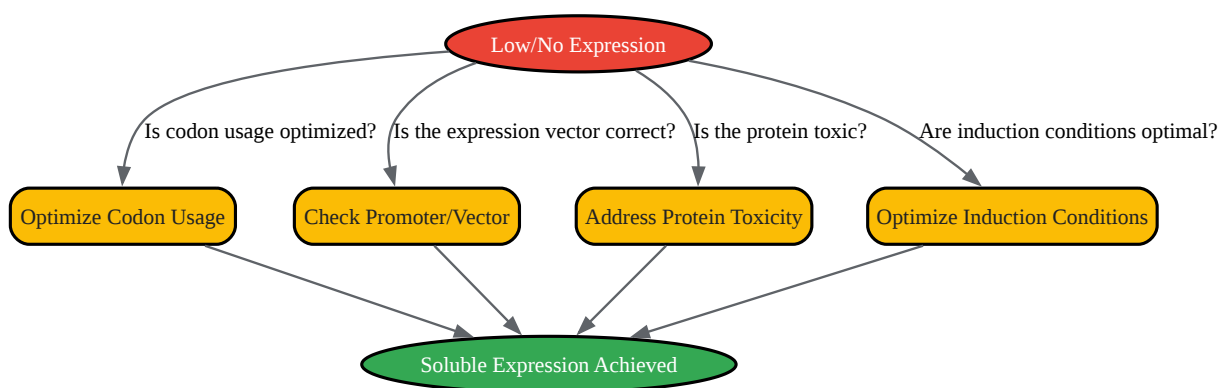 Low/No Expression
Is codon usage optimized?
Is the expression vector correct?
Is the protein toxic?
Are induction conditions optimal?
Optimize Codon Usage
Check Promoter/Vector
Address Protein Toxicity
Optimize Induction Conditions
Soluble Expression Achieved